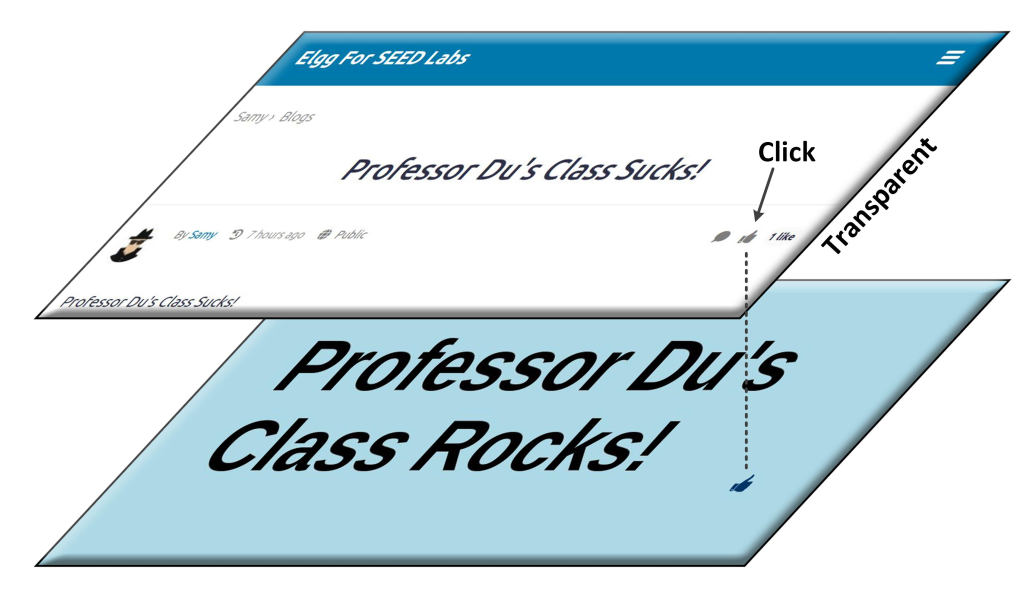 Elgg For SEED Labs
Samy › Blogs
Professor Du's Class Sucks!
Click
Transparent
By Samy 7 hours ago Public
1 like
Professor Du's Class Sucks!
Professor Du's
Class Rocks!